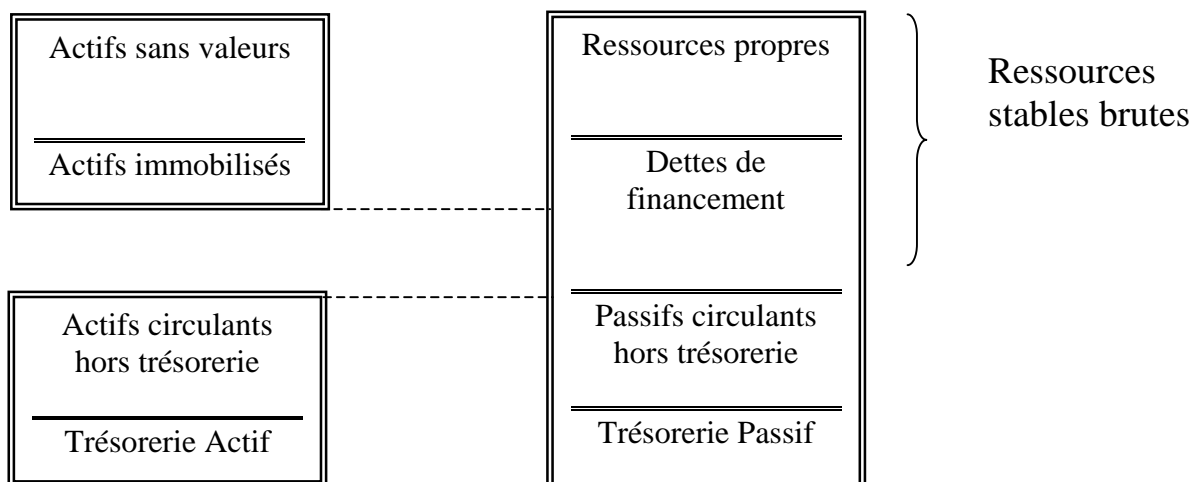 Actifs sans valeurs
Actifs immobilisés
Actifs circulants
hors trésorerie
Trésorerie Actif
Ressources propres
Dettes de
financement
Passifs circulants
hors trésorerie
Trésorerie Passif
Ressources
stables brutes